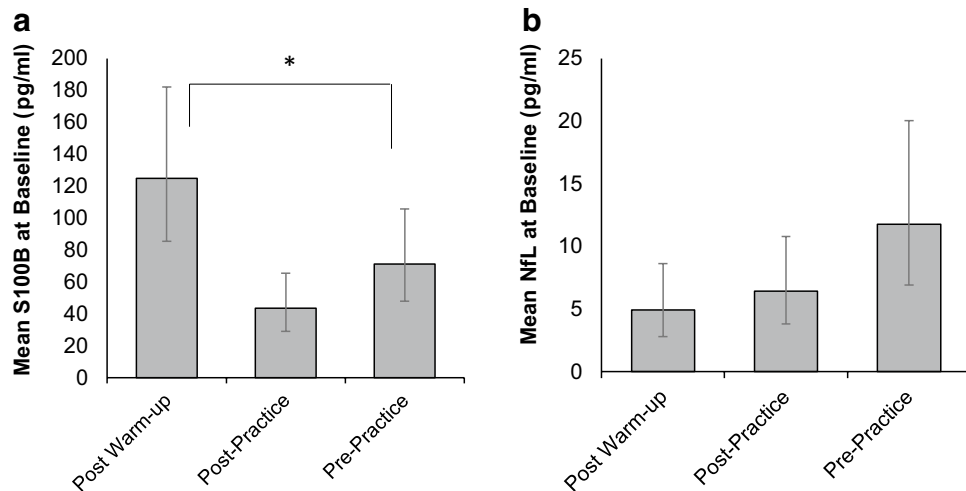 a
Mean S100B at Baseline (pg/ml)
200
180
160
140
120
100
80
60
40
20
0
*
Post Warm-up
Post-Practice
Pre-Practice
b
Mean NfL at Baseline (pg/ml)
25
20
15
10
5
0
Post Warm-up
Post-Practice
Pre-Practice